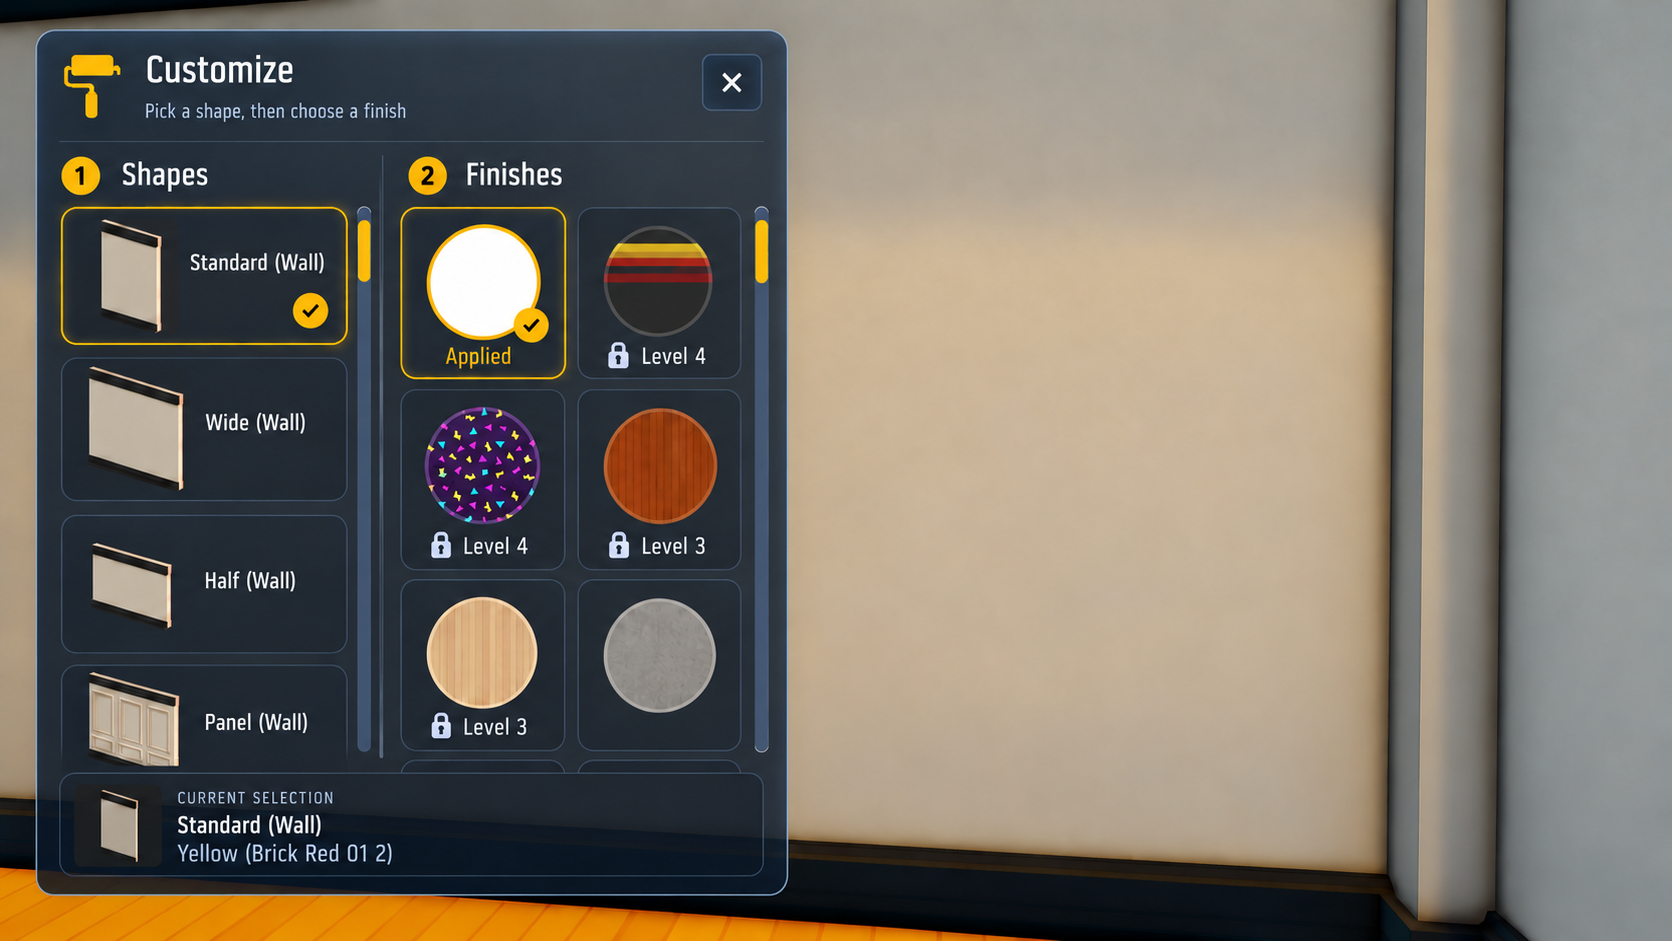 Customize
Pick a shape, then choose a finish
1 Shapes
2 Finishes
Standard (Wall)
Wide (Wall)
Half (Wall)
Panel (Wall)
Applied
Level 4
Level 4
Level 3
Level 3
CURRENT SELECTION
Standard (Wall)
Yellow (Brick Red 01 2)